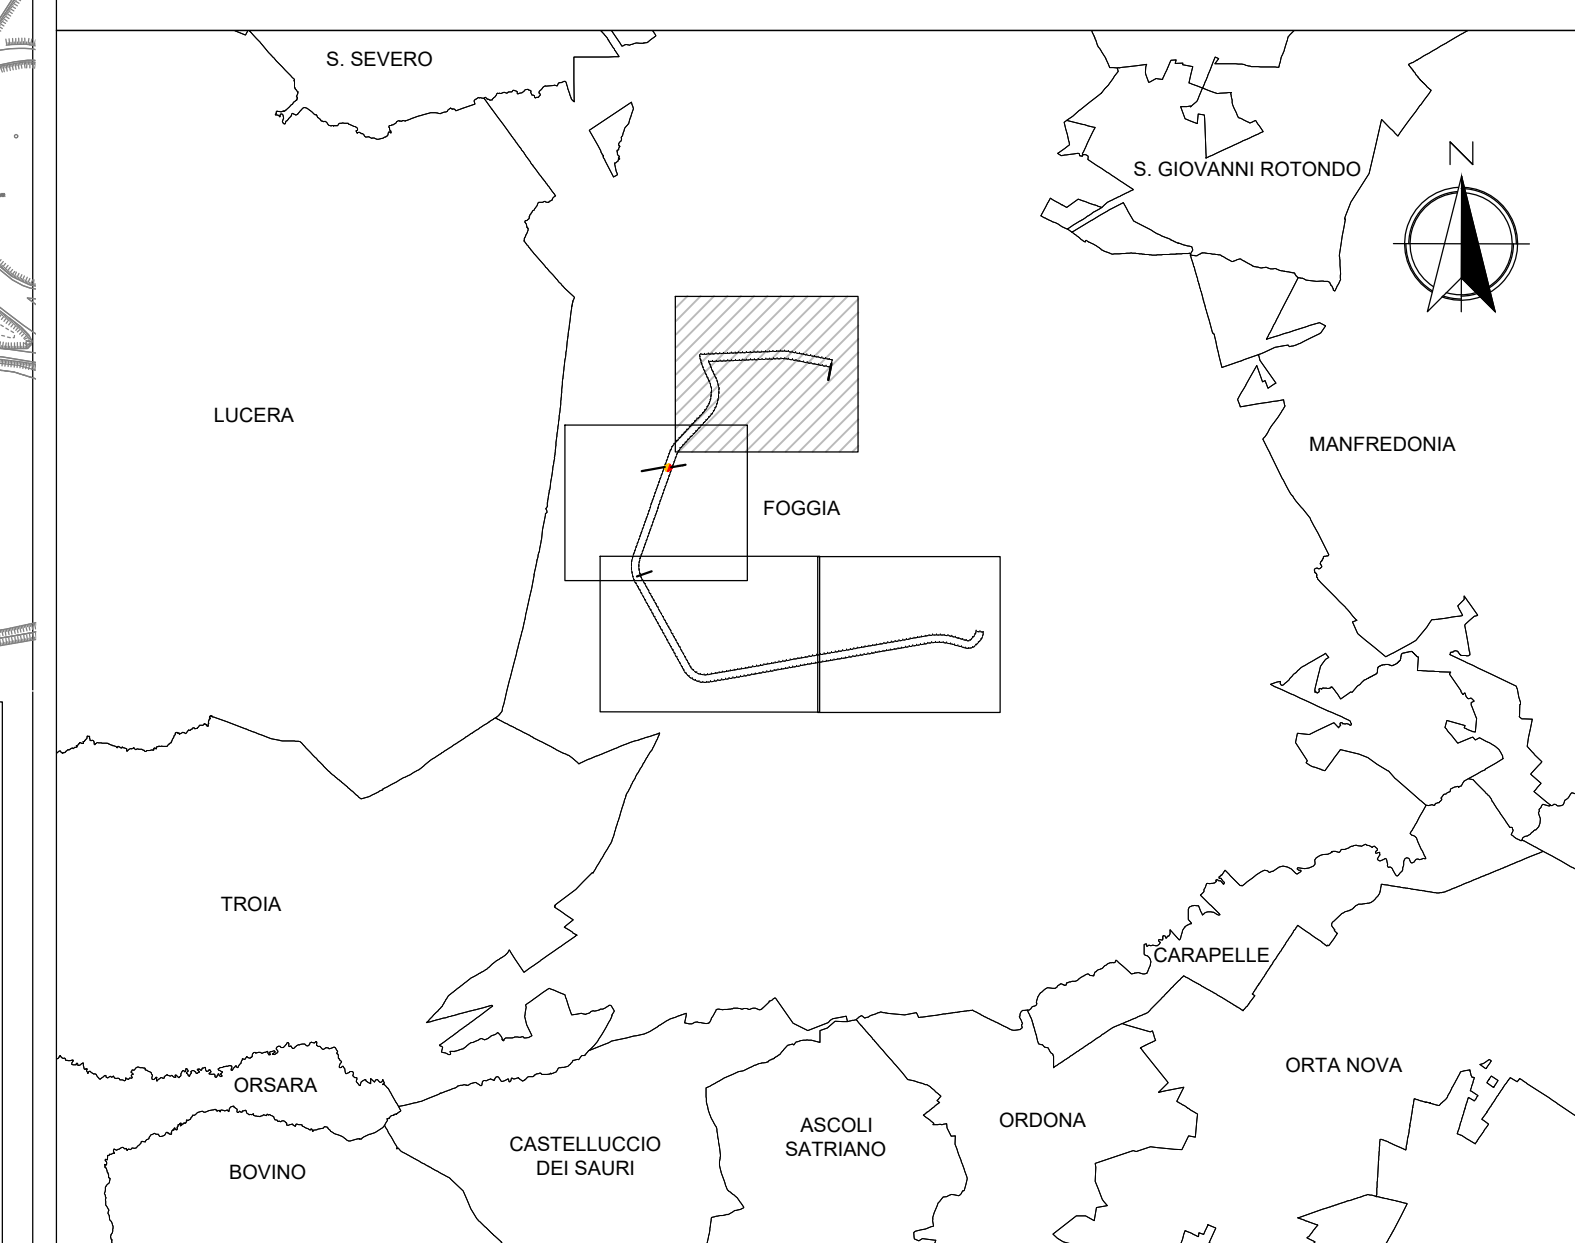 S. SEVERO
S. GIOVANNI ROTONDO
N
LUCERA
MANFREDONIA
FOGGIA
TROIA
CARAPELLE
ORSARA
ORTA NOVA
BOVINO
CASTELLUCCIO
DEI SAURI
ASCOLI
SATRIANO
ORDONA